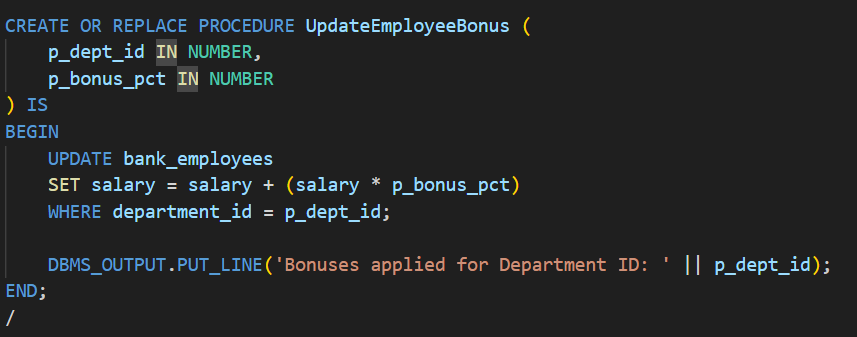 CREATE OR REPLACE PROCEDURE UpdateEmployeeBonus (
    p_dept_id IN NUMBER,
    p_bonus_pct IN NUMBER
) IS
BEGIN
    UPDATE bank_employees
    SET salary = salary + (salary * p_bonus_pct)
    WHERE department_id = p_dept_id;

    DBMS_OUTPUT.PUT_LINE('Bonuses applied for Department ID: ' || p_dept_id);
END;
/